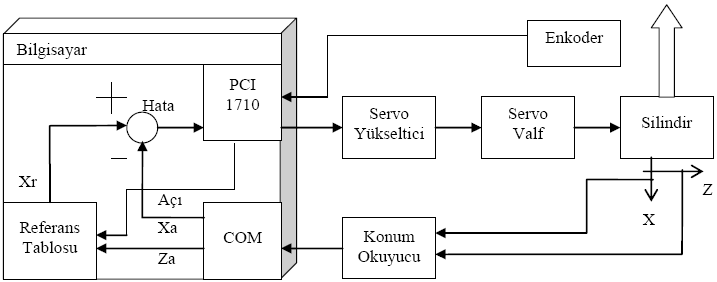 Bilgisayar
Enkoder
PCI
1710
Hata
Servo
Yükseltici
Servo
Valf
Silindir
+
−
Xr
Açı
Xa
Za
Referans
Tablosu
COM
Konum
Okuyucu
X
Z